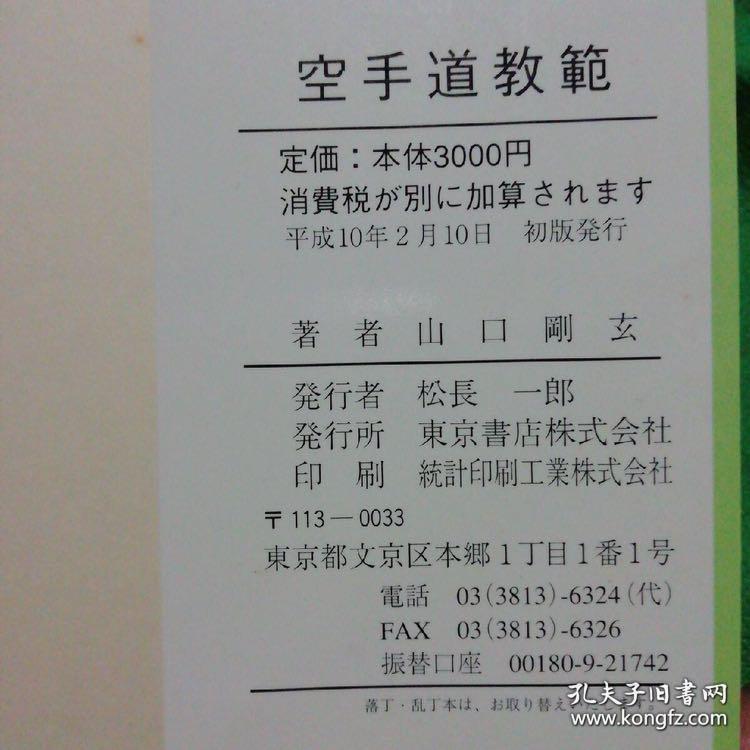 空手道教範
定価：本体3000円
消費税が別に加算されます
平成10年2月10日　初版発行
著者 山口剛玄
発行者　松長　一郎
発行所　東京書店株式会社
印　刷　統計印刷工業株式会社
〒113－0033
東京都文京区本郷1丁目1番1号
電話　03(3813)-6324(代)
FAX　03(3813)-6326
振替口座　00180-9-21742
落丁・乱丁本は、お取り替えいたします。
孔夫子旧书网
www.kongfz.com